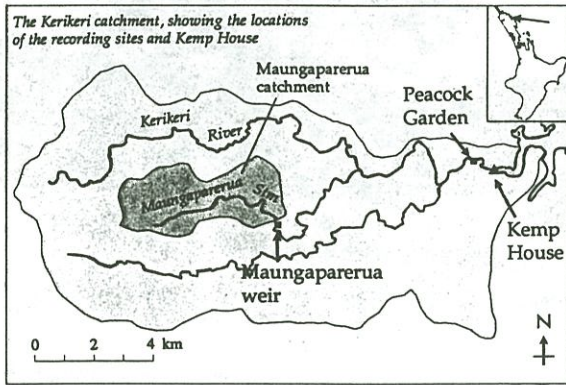 The Kerikeri catchment, showing the locations
of the recording sites and Kemp House
Maungaparerua
catchment
Kerikeri
River
Peacock
Garden
Maungaparerua
Stm
Kemp
House
Maungaparerua
weir
0 2 4 km
N